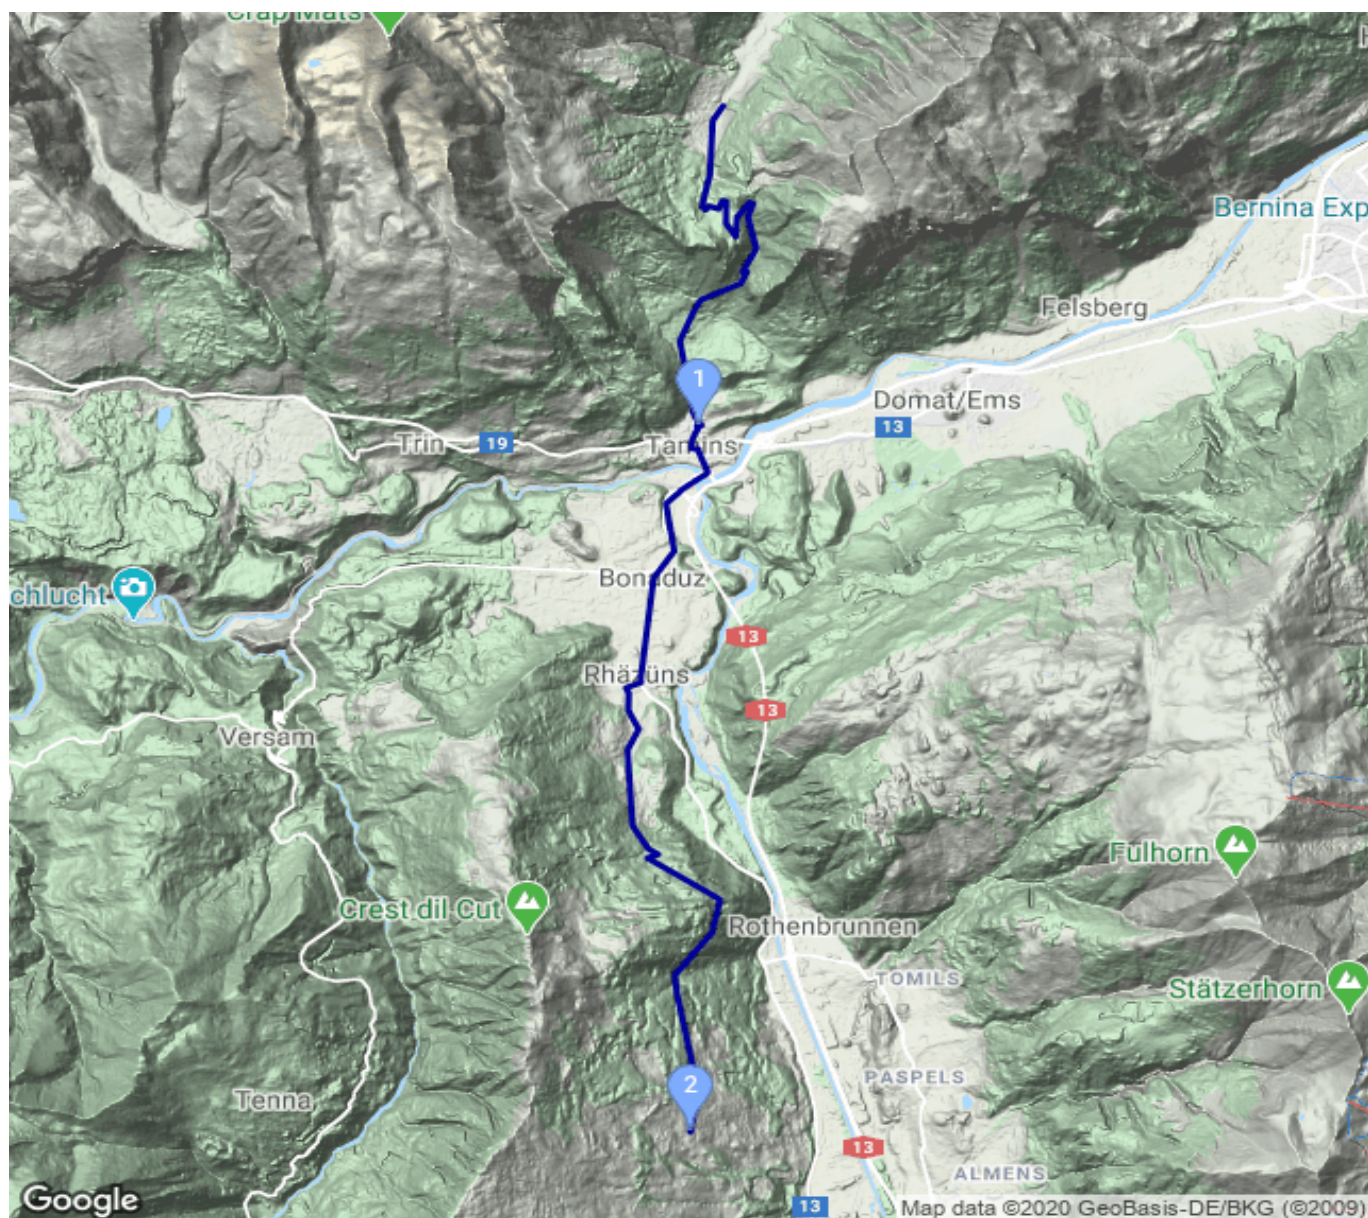 Crap Mats
Bernina Exp
Felsberg
1
Domat/Ems
13
Trin
19
Tamins
chlucht
Bonaduz
13
Rhäzüns
13
Versam
Fulhorn
Crest dil Cut
Rothenbrunnen
TOMILS
Stätzerhorn
2
PASPELS
Tenna
13
ALMENS
Google
13
Map data ©2020 GeoBasis-DE/BKG (©2009)